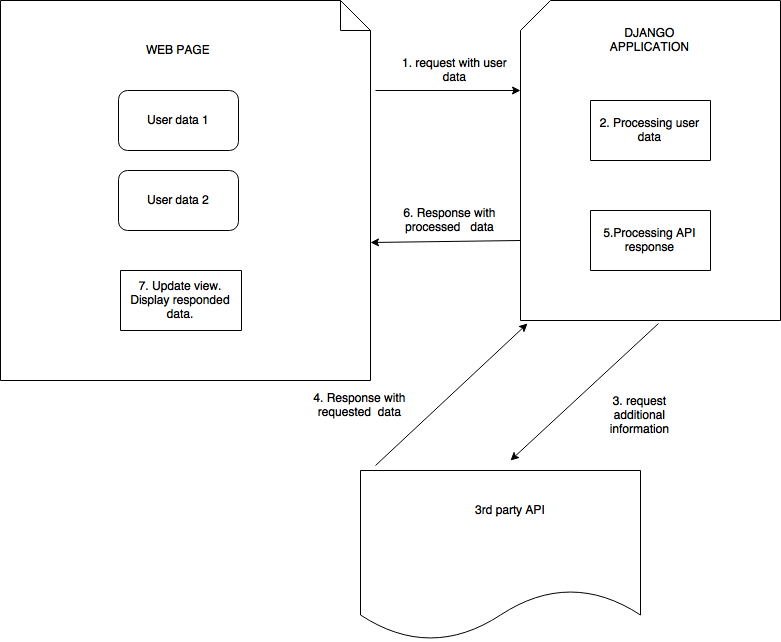 WEB PAGE
User data 1
User data 2
7. Update view.
Display responded
data.
1. request with user
data
6. Response with
processed data
DJANGO
APPLICATION
2. Processing user
data
5.Processing API
response
4. Response with
requested data
3. request
additional
information
3rd party API